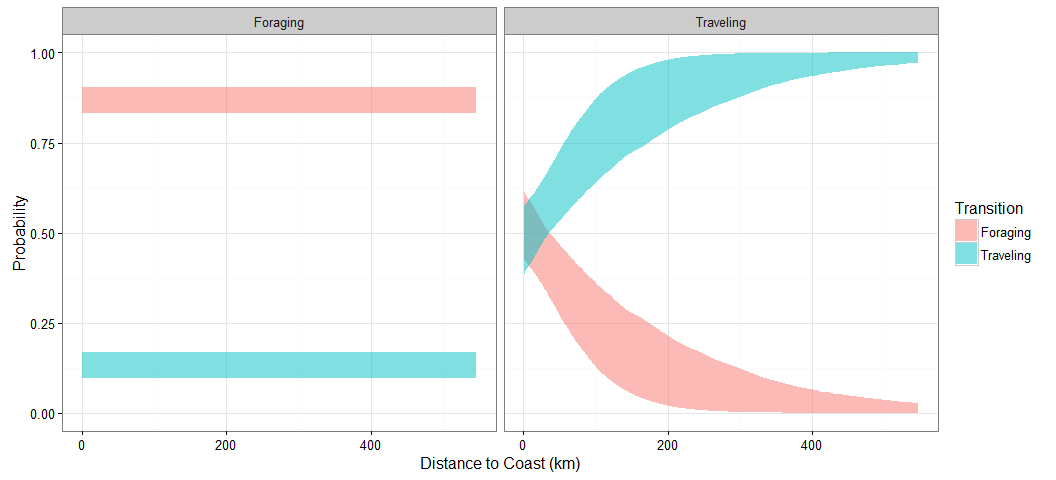 Foraging
Traveling
Probability
1.00
0.75
0.50
0.25
0.00
0 200 400
0 200 400
Distance to Coast (km)
Transition
Foraging
Traveling